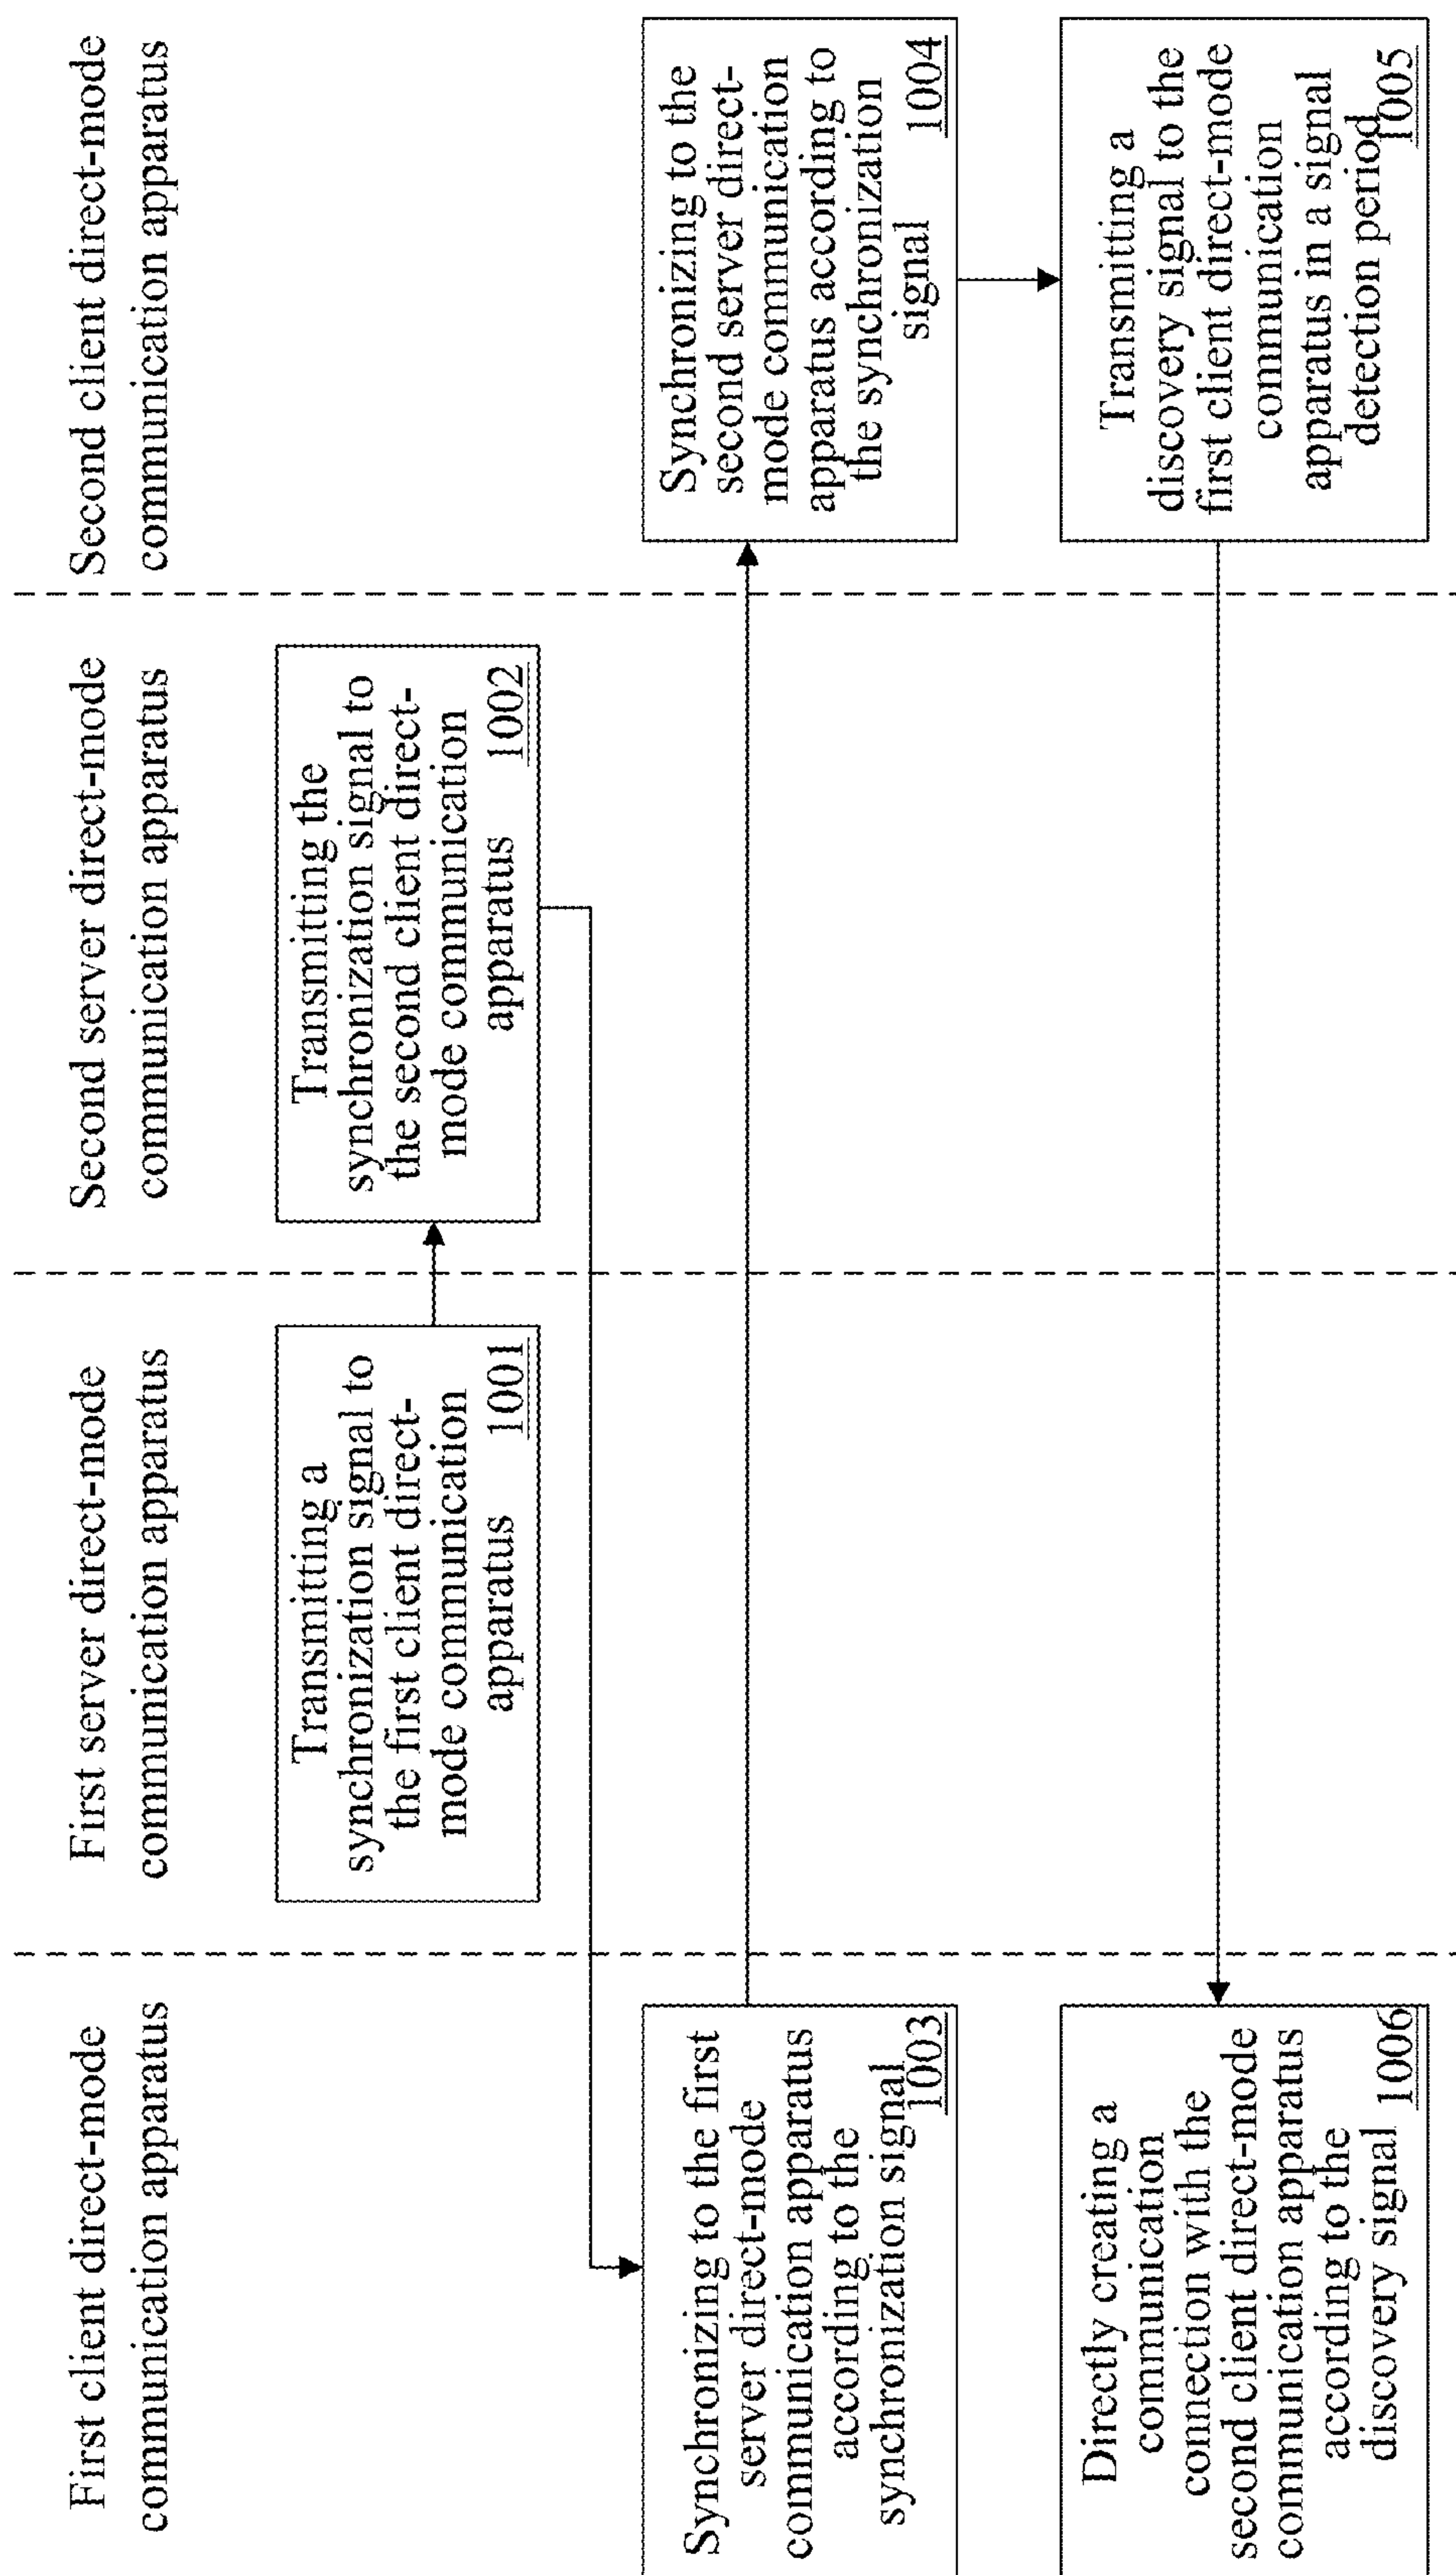 First client direct-mode
communication apparatus
First server direct-mode
communication apparatus
Second server direct-mode
communication apparatus
Second client direct-mode
communication apparatus
Transmitting a
synchronization signal to
the first client direct-
mode communication
apparatus
1001
Transmitting the
synchronization signal to
the second client direct-
mode communication
apparatus
1002
Synchronizing to the first
server direct-mode
communication apparatus
according to the
synchronization signal
1003
Synchronizing to the
second server direct-
mode communication
apparatus according to
the synchronization
signal
1004
Transmitting a
discovery signal to the
first client direct-mode
communication
apparatus in a signal
detection period
1005
Directly creating a
communication
connection with the
second client direct-mode
communication apparatus
according to the
discovery signal
1006